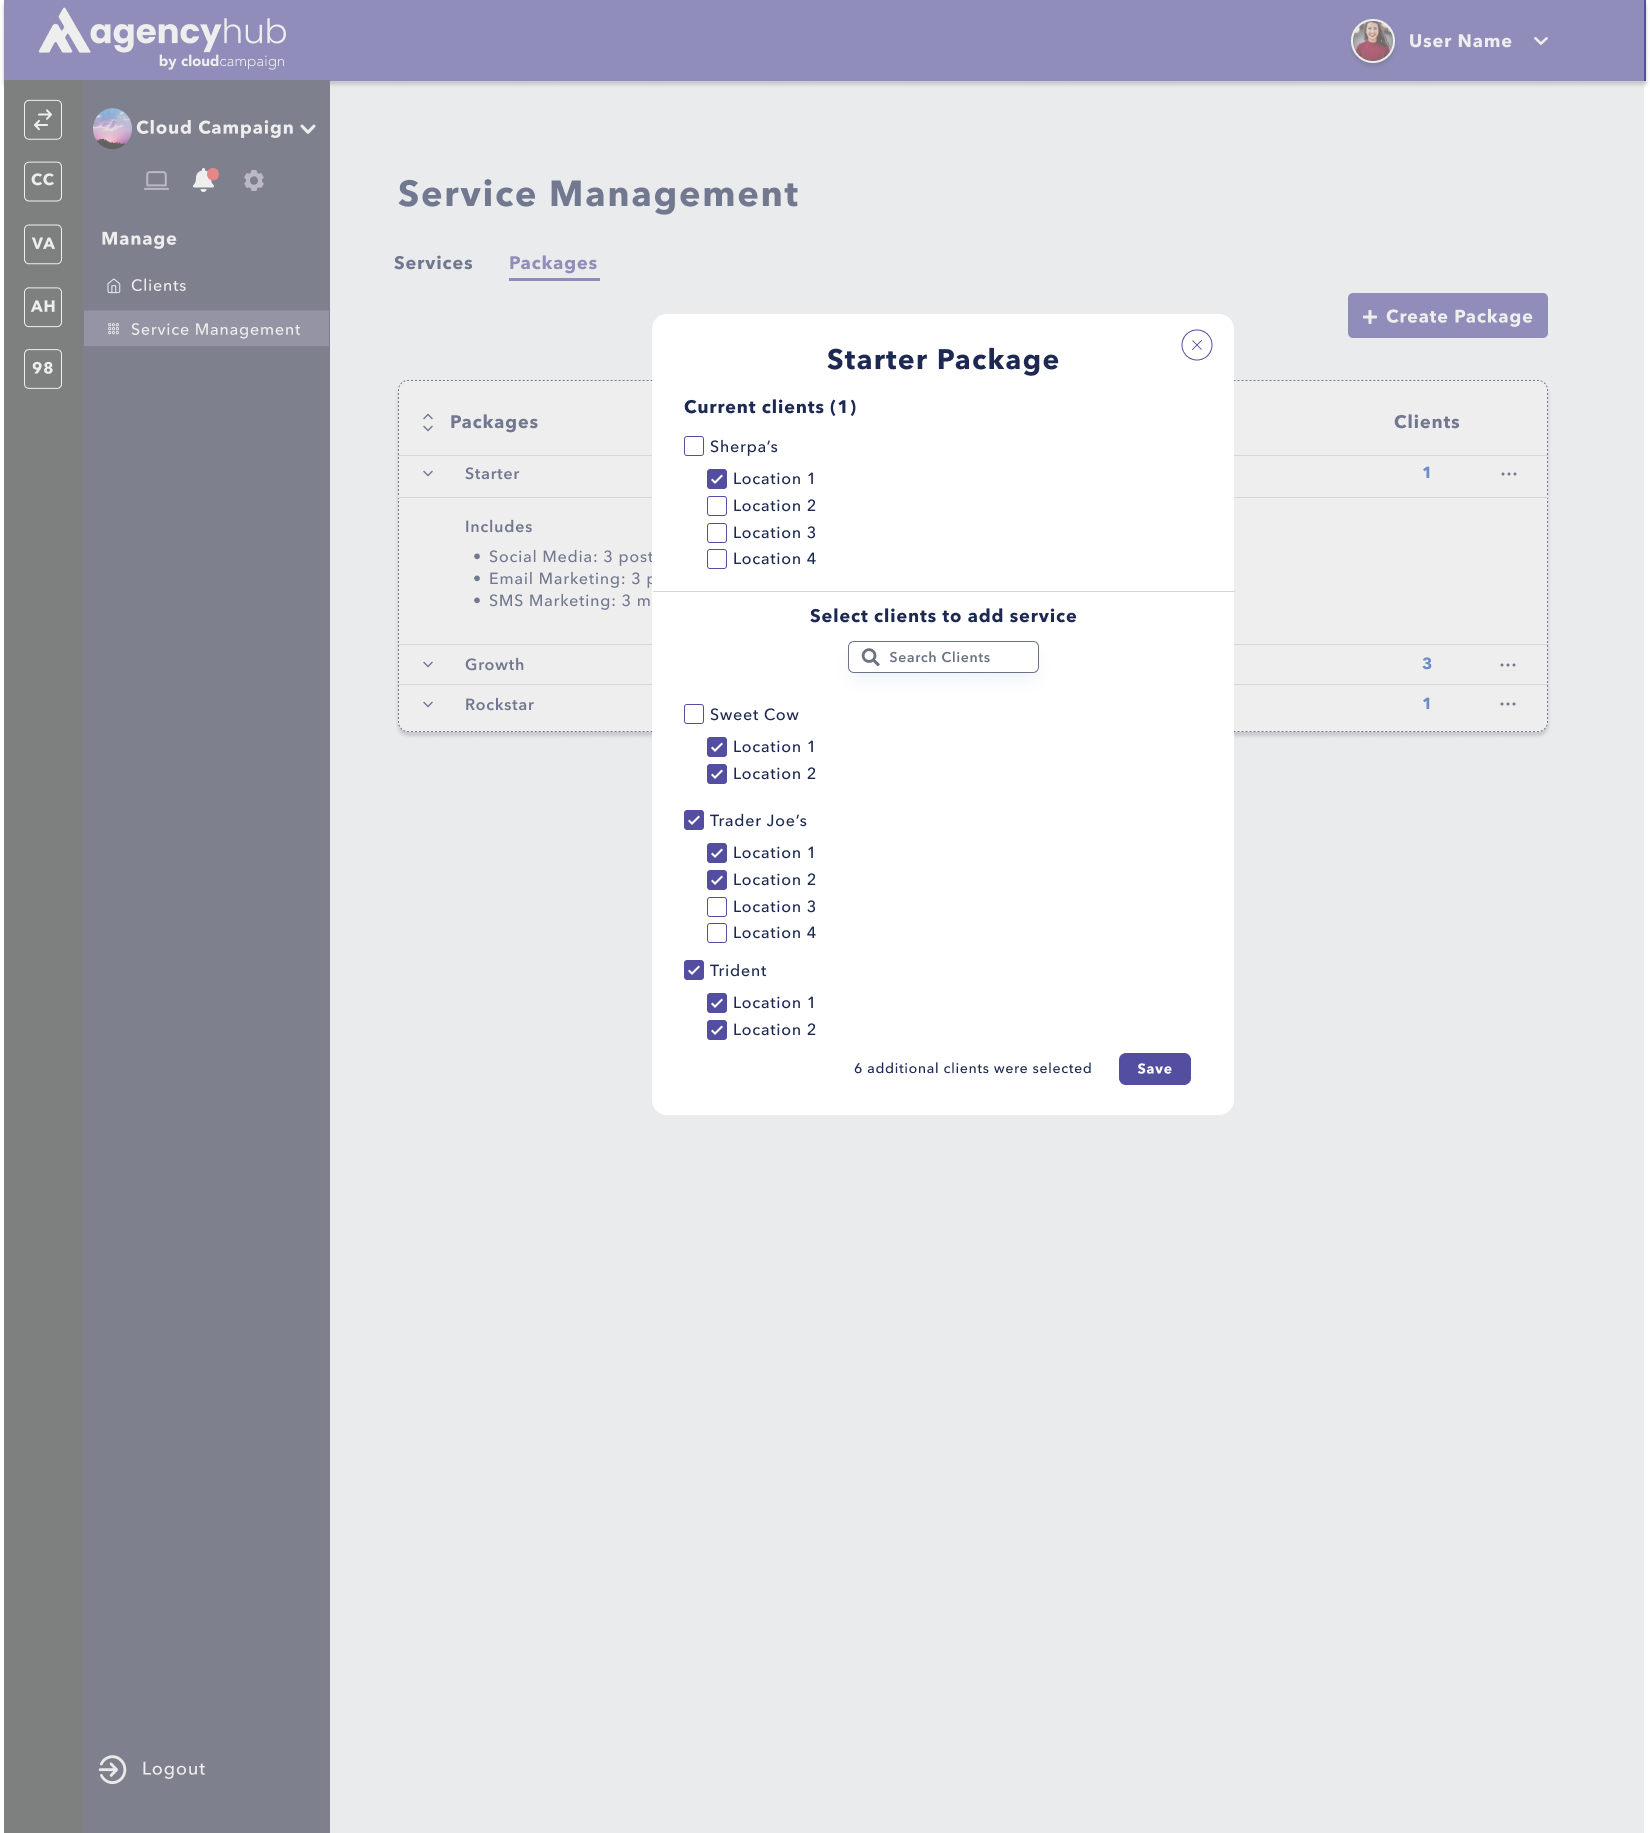 agencyhub
by cloudcampaign
User Name
CC
VA
AH
98
Cloud Campaign
Manage
Clients
Service Management
Logout
Service Management
Services
Packages
+ Create Package
Packages
Clients
Starter
1
Includes
• Social Media: 3 post
• Email Marketing: 3
• SMS Marketing: 3 m
Growth
3
Rockstar
1
Starter Package
Current clients (1)
Sherpa’s
Location 1
Location 2
Location 3
Location 4
Select clients to add service
Search Clients
Sweet Cow
Location 1
Location 2
Trader Joe’s
Location 1
Location 2
Location 3
Location 4
Trident
Location 1
Location 2
6 additional clients were selected
Save